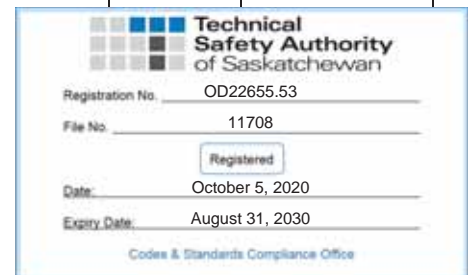 Technical
Safety Authority
of Saskatchewan
Registration No. OD22655.53
File No. 11708
Registered
Date: October 5, 2020
Expiry Date: August 31, 2030
Codes & Standards Compliance Office